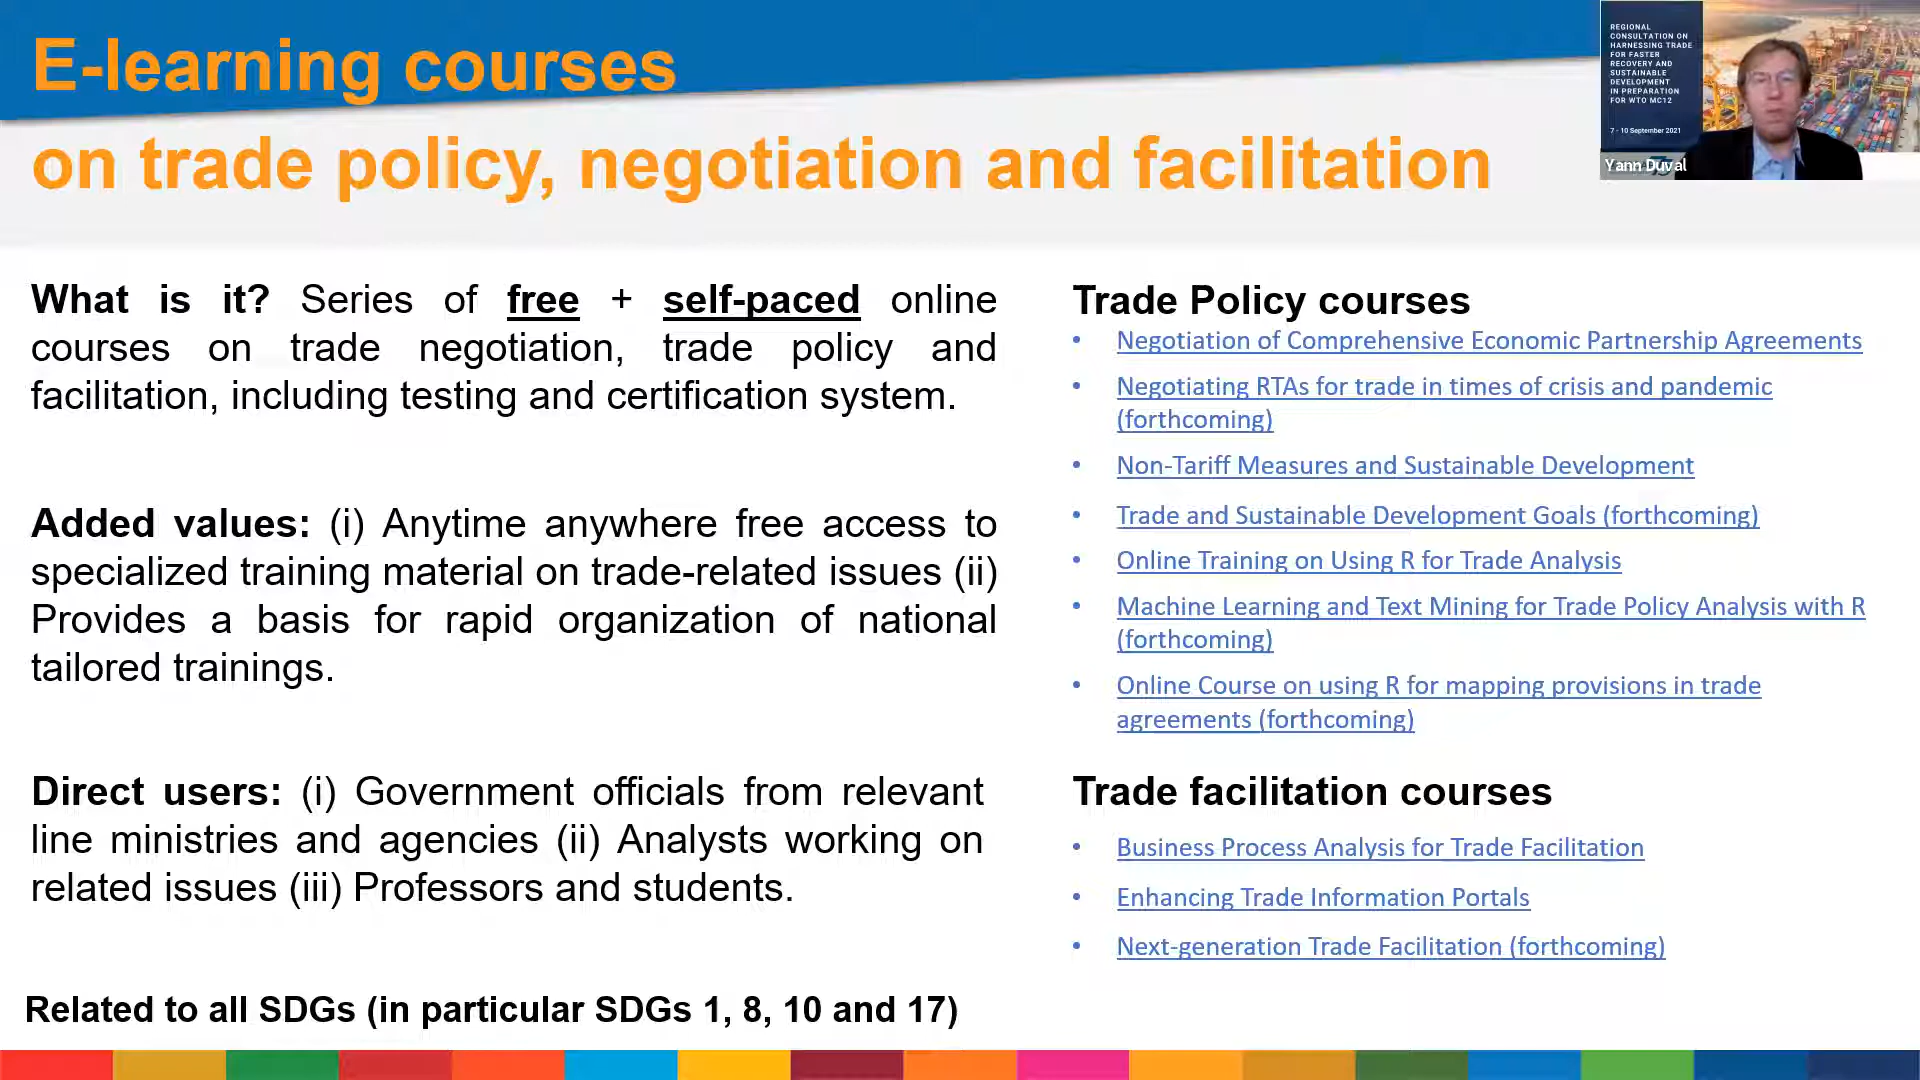 E-learning courses
on trade policy, negotiation and facilitation
REGIONAL
CONSULTATION ON
HARNESSING TRADE
FOR FASTER
RECOVERY AND
SUSTAINABLE
DEVELOPMENT
IN PREPARATION
FOR WTO MC12
7 - 10 September 2021
Yann Duval
What is it? Series of free + self-paced online
courses on trade negotiation, trade policy and
facilitation, including testing and certification system.
Added values: (i) Anytime anywhere free access to
specialized training material on trade-related issues (ii)
Provides a basis for rapid organization of national
tailored trainings.
Direct users: (i) Government officials from relevant
line ministries and agencies (ii) Analysts working on
related issues (iii) Professors and students.
Related to all SDGs (in particular SDGs 1, 8, 10 and 17)
Trade Policy courses
• Negotiation of Comprehensive Economic Partnership Agreements
• Negotiating RTAs for trade in times of crisis and pandemic
(forthcoming)
• Non-Tariff Measures and Sustainable Development
• Trade and Sustainable Development Goals (forthcoming)
• Online Training on Using R for Trade Analysis
• Machine Learning and Text Mining for Trade Policy Analysis with R
(forthcoming)
• Online Course on using R for mapping provisions in trade
agreements (forthcoming)
Trade facilitation courses
• Business Process Analysis for Trade Facilitation
• Enhancing Trade Information Portals
• Next-generation Trade Facilitation (forthcoming)